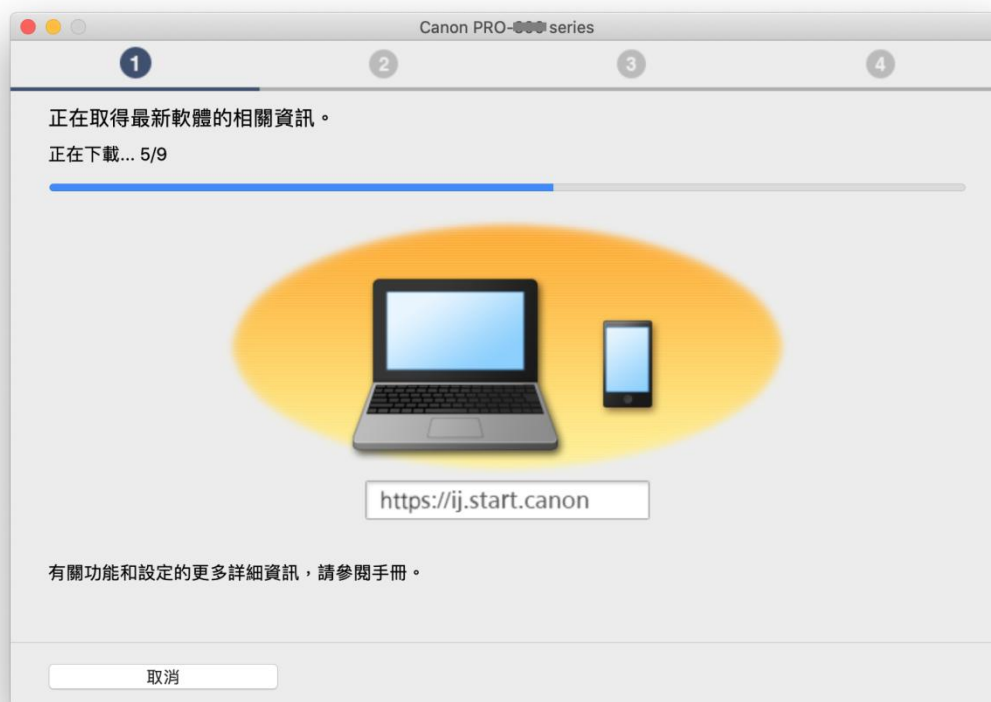 Canon PRO- series
1 2 3 4
正在取得最新軟體的相關資訊。
正在下載... 5/9
https://ij.start.canon
有關功能和設定的更多詳細資訊，請參閱手冊。
取消